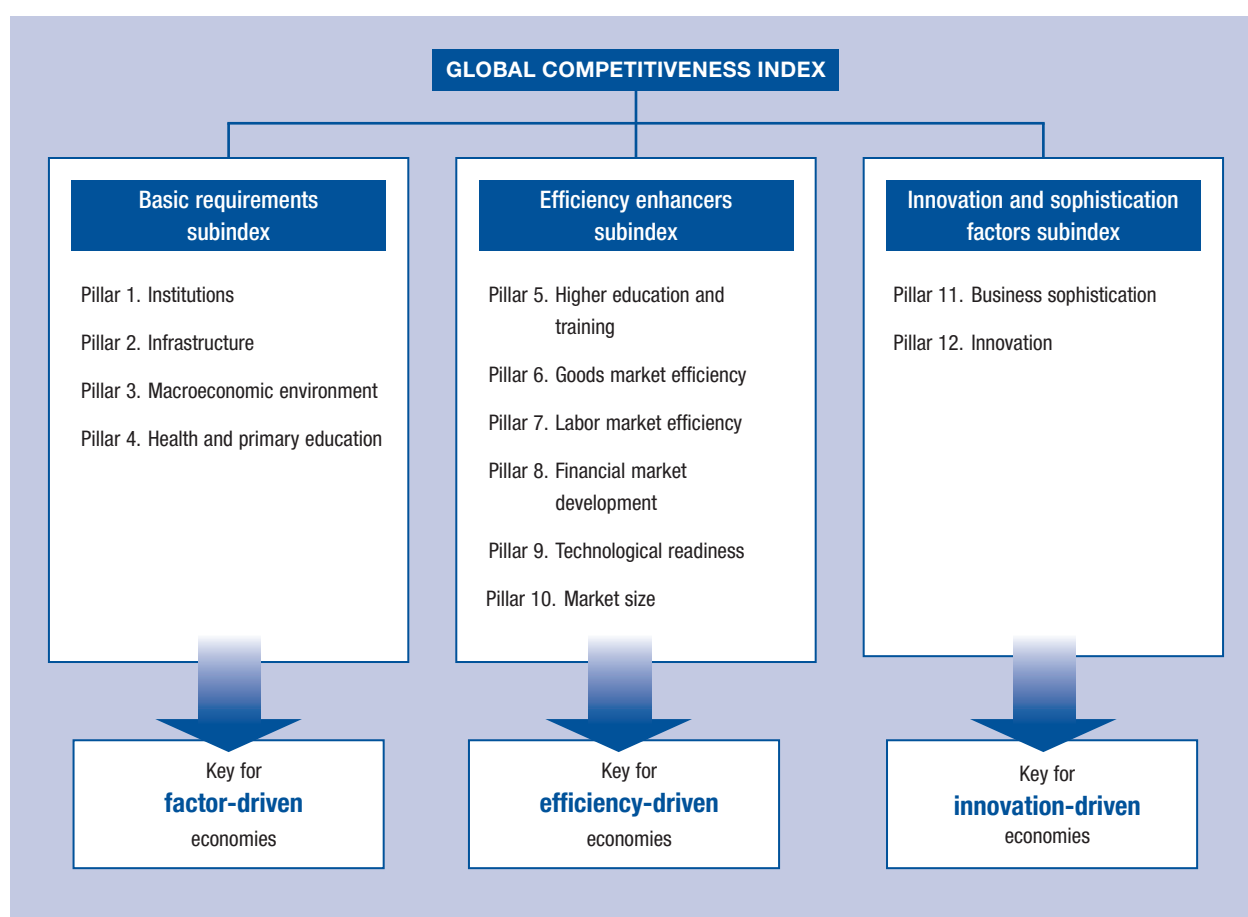 GLOBAL COMPETITIVENESS INDEX
Basic requirements
subindex
Pillar 1. Institutions
Pillar 2. Infrastructure
Pillar 3. Macroeconomic environment
Pillar 4. Health and primary education
Key for
factor-driven
economies
Efficiency enhancers
subindex
Pillar 5. Higher education and
training
Pillar 6. Goods market efficiency
Pillar 7. Labor market efficiency
Pillar 8. Financial market
development
Pillar 9. Technological readiness
Pillar 10. Market size
Key for
efficiency-driven
economies
Innovation and sophistication
factors subindex
Pillar 11. Business sophistication
Pillar 12. Innovation
Key for
innovation-driven
economies